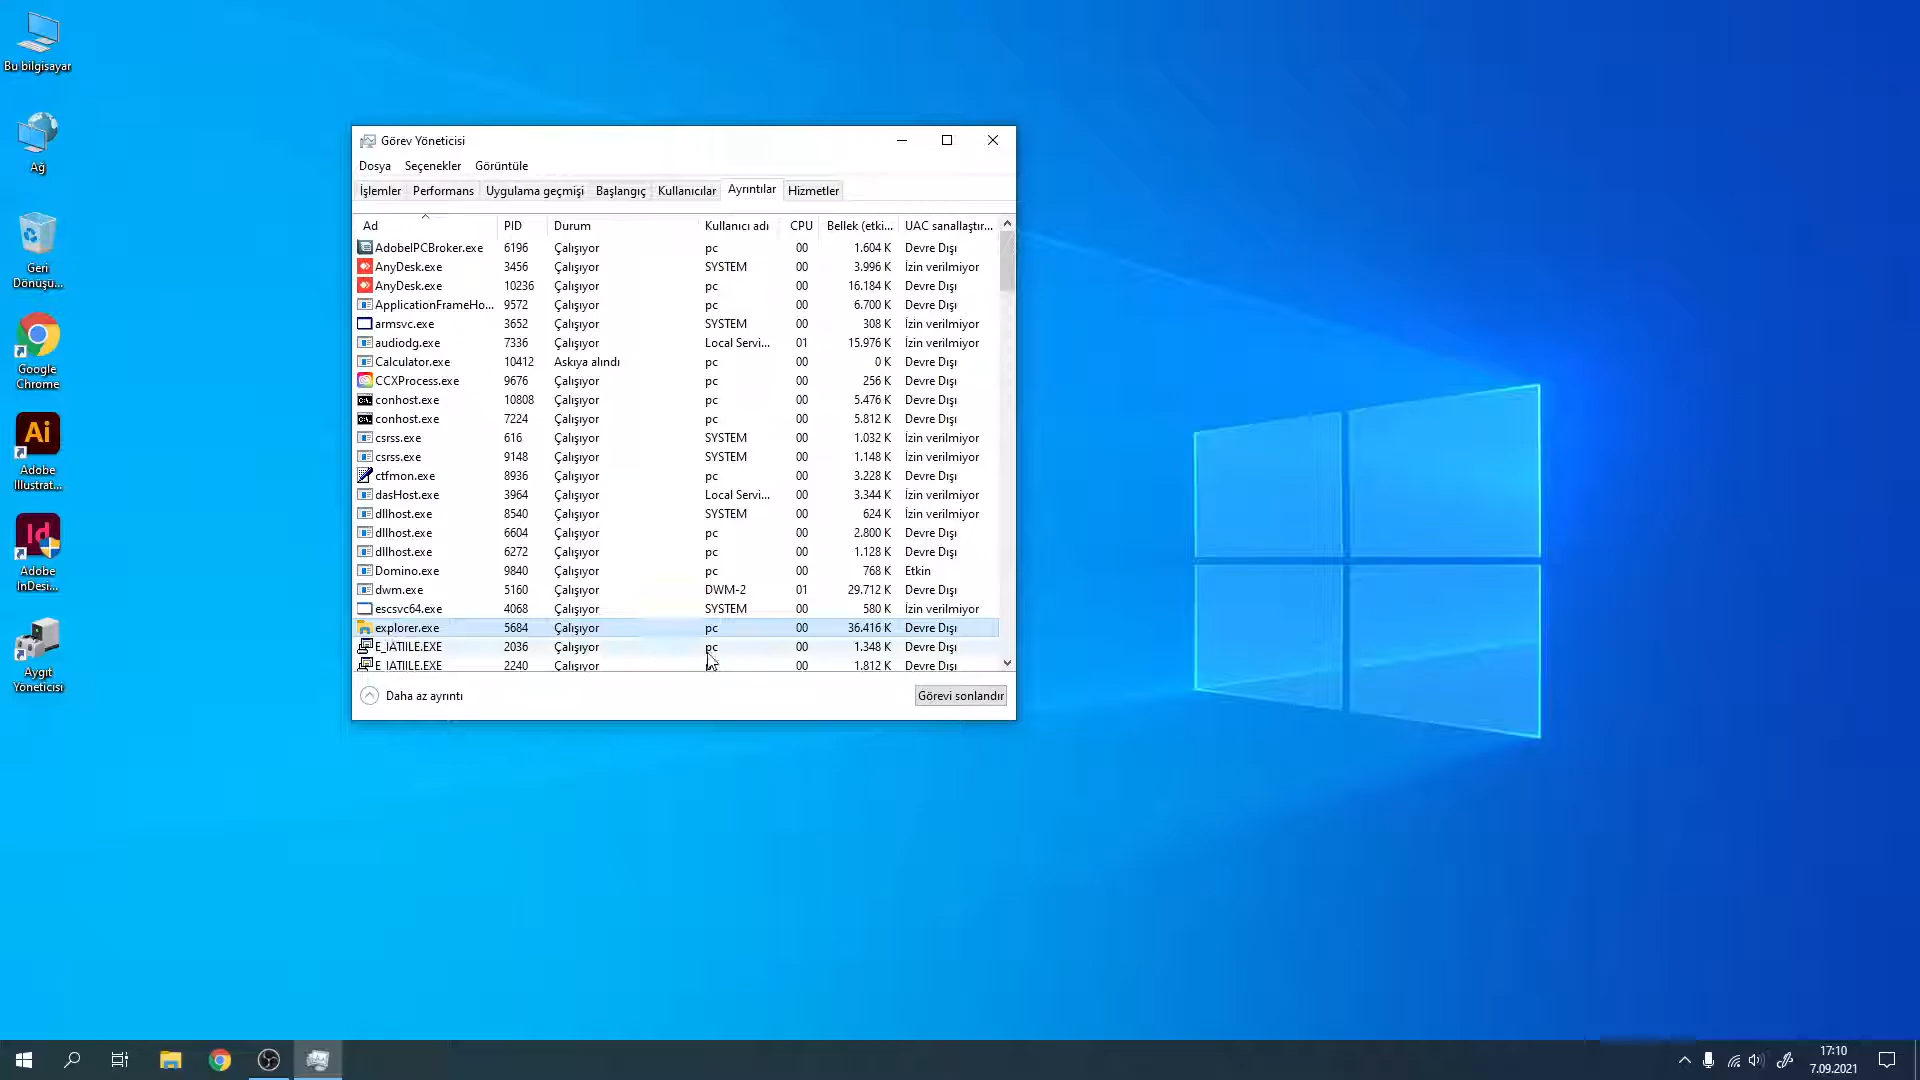 Bu bilgisayar
Ağ
Geri
Dönüşü...
Google
Chrome
Ai
Adobe
Illustrat...
Id
Adobe
InDesi...
Aygıt
Yöneticisi
Görev Yöneticisi
Dosya Seçenekler Görüntüle
İşlemler Performans Uygulama geçmişi Başlangıç Kullanıcılar Ayrıntılar Hizmetler
Ad PID Durum Kullanıcı adı CPU Bellek (etki... UAC sanallaştır...
AdobeIPCBroker.exe 6196 Çalışıyor pc 00 1.604 K Devre Dışı
AnyDesk.exe 3456 Çalışıyor SYSTEM 00 3.996 K İzin verilmiyor
AnyDesk.exe 10236 Çalışıyor pc 00 16.184 K Devre Dışı
ApplicationFrameHo... 9572 Çalışıyor pc 00 6.700 K Devre Dışı
armsvc.exe 3652 Çalışıyor SYSTEM 00 308 K İzin verilmiyor
audiodg.exe 7336 Çalışıyor Local Servi... 01 15.976 K Devre Dışı
Calculator.exe 10412 Askıya alındı pc 00 0 K Devre Dışı
CCXProcess.exe 9676 Çalışıyor pc 00 256 K Devre Dışı
conhost.exe 10808 Çalışıyor pc 00 5.476 K Devre Dışı
conhost.exe 7224 Çalışıyor pc 00 5.812 K Devre Dışı
csrss.exe 616 Çalışıyor SYSTEM 00 1.032 K İzin verilmiyor
csrss.exe 9148 Çalışıyor SYSTEM 00 1.148 K İzin verilmiyor
ctfmon.exe 8936 Çalışıyor pc 00 3.228 K Devre Dışı
dasHost.exe 3964 Çalışıyor Local Servi... 00 3.344 K İzin verilmiyor
dllhost.exe 8540 Çalışıyor SYSTEM 00 624 K İzin verilmiyor
dllhost.exe 6604 Çalışıyor pc 00 2.800 K Devre Dışı
dllhost.exe 6272 Çalışıyor pc 00 1.128 K Devre Dışı
Domino.exe 9840 Çalışıyor pc 00 768 K Etkin
dwm.exe 5160 Çalışıyor DWM-2 01 29.712 K Devre Dışı
escsvc64.exe 4068 Çalışıyor SYSTEM 00 580 K İzin verilmiyor
explorer.exe 5684 Çalışıyor pc 00 36.416 K Devre Dışı
E_IATIILE.EXE 2036 Çalışıyor pc 00 1.348 K Devre Dışı
E_IATIILE.EXE 2240 Çalışıyor pc 00 1.812 K Devre Dışı
Daha az ayrıntı
Görevi sonlandır
17:10
7.09.2021